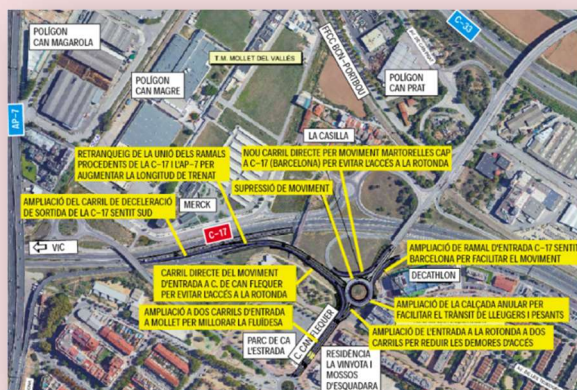 POLÍGON
CAN MAGAROLA
POLÍGON
CAN MAGRE
T.M. MOLLET DEL VALLÈS
FFCC BCN-PORTBOU
C-33
POLÍGON
CAN PRAT
AP-7
LA CASILLA
RETRANQUEIG DE LA UNIÓ DELS RAMALS
PROCEDENTS DE LA C-17 I L'AP-7 PER
AUGMENTAR LA LONGITUD DE TRENAT
NOU CARRIL DIRECTE PER MOVIMENT MARTORELLES CAP
A C-17 (BARCELONA) PER EVITAR L'ACCÉS A LA ROTONDA
SUPRESSIÓ DE MOVIMENT
AMPLIACIÓ DEL CARRIL DE DECELERACIÓ
DE SORTIDA DE LA C-17 SENTIT SUD
MERCK
C-17
VIC
AMPLIACIÓ DE RAMAL D'ENTRADA C-17 SENTIT
BARCELONA PER FACILITAR EL MOVIMENT
DECATHLON
CARRIL DIRECTE DEL MOVIMENT
D'ENTRADA A C. DE CAN FLEQUER
PER EVITAR L'ACCÉS A LA ROTONDA
AMPLIACIÓ DE LA CALÇADA ANULAR PER
FACILITAR EL TRÀNSIT DE LLEUGERS I PESANTS
AMPLIACIÓ A DOS CARRILS D'ENTRADA
A MOLLET PER MILLORAR LA FLUÏDESA
AMPLIACIÓ DE L'ENTRADA A LA ROTONDA A DOS
CARRILS PER REDUIR LES DEMORES D'ACCÉS
C. CAN FLEQUER
PARC DE CA
L'ESTRADA
RESIDÈNCIA
LA VINYOTA I
MOSSOS
D'ESQUADARA